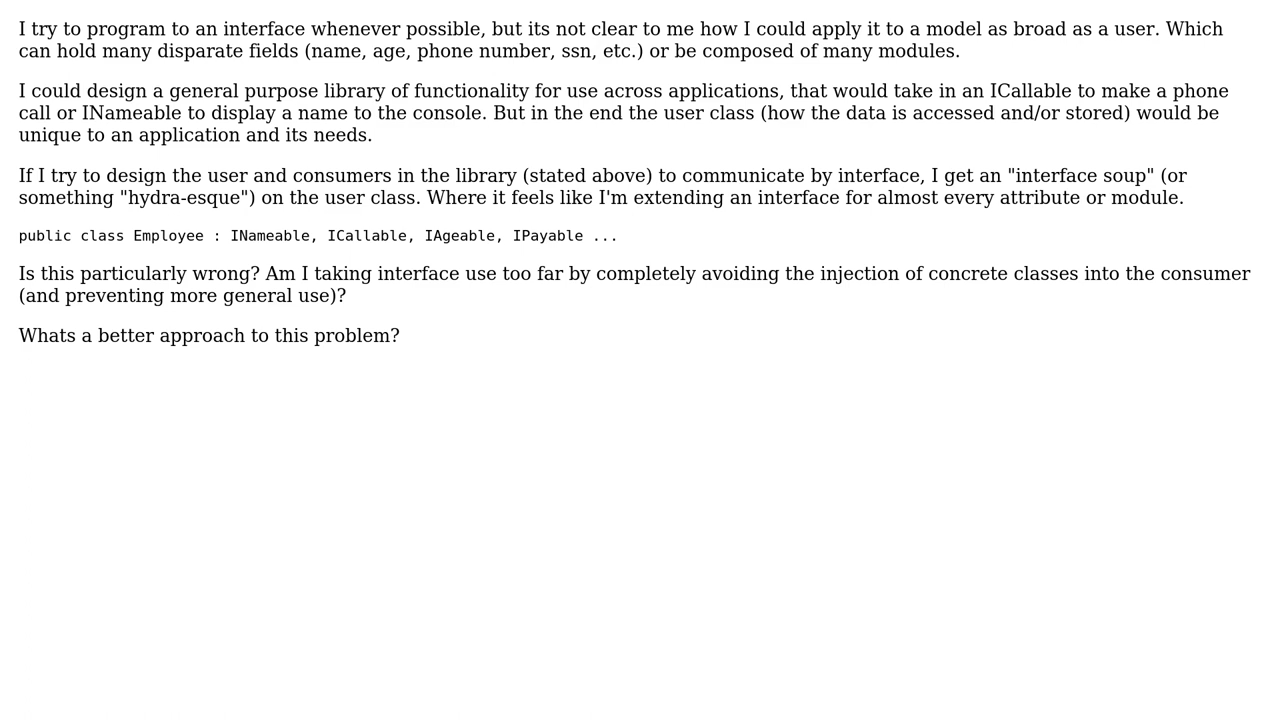 I try to program to an interface whenever possible, but its not clear to me how I could apply it to a model as broad as a user. Which
can hold many disparate fields (name, age, phone number, ssn, etc.) or be composed of many modules.
I could design a general purpose library of functionality for use across applications, that would take in an ICallable to make a phone
call or INameable to display a name to the console. But in the end the user class (how the data is accessed and/or stored) would be
unique to an application and its needs.
If I try to design the user and consumers in the library (stated above) to communicate by interface, I get an "interface soup" (or
something "hydra-esque") on the user class. Where it feels like I'm extending an interface for almost every attribute or module.
public class Employee : INameable, ICallable, IAgeable, IPayable ...
Is this particularly wrong? Am I taking interface use too far by completely avoiding the injection of concrete classes into the consumer
(and preventing more general use)?
Whats a better approach to this problem?